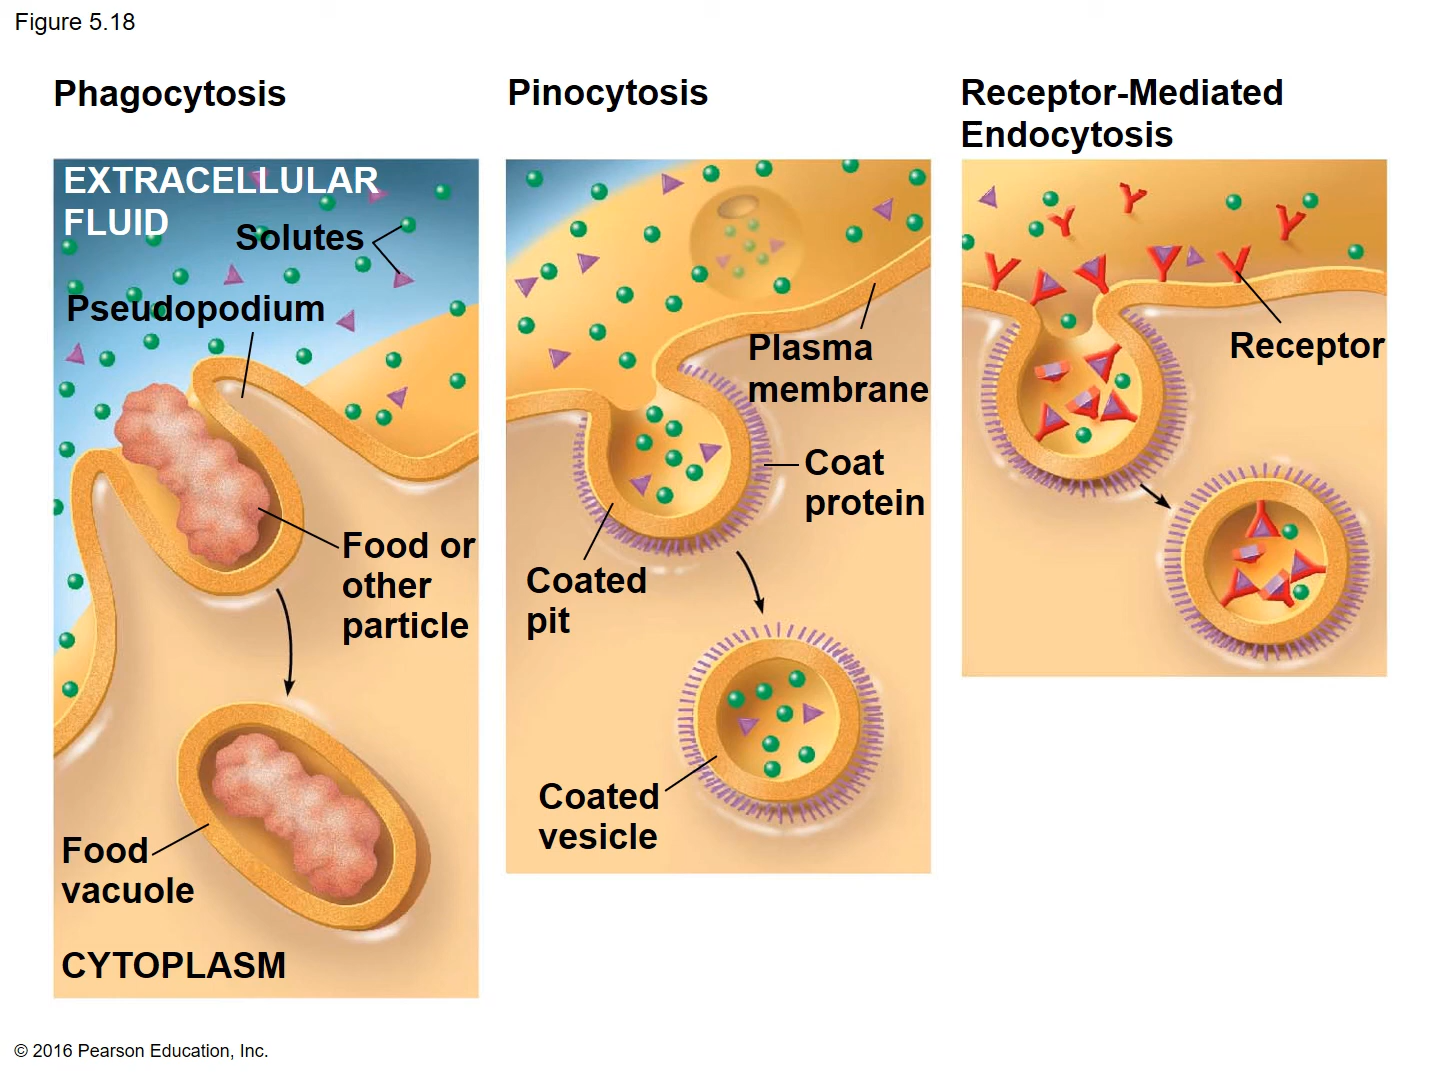 Figure 5.18
Phagocytosis
Pinocytosis
Receptor-Mediated
Endocytosis
EXTRACELLULAR
FLUID
Solutes
Pseudopodium
Food or
other
particle
Food
vacuole
CYTOPLASM
Plasma
membrane
Coat
protein
Coated
pit
Coated
vesicle
Receptor
© 2016 Pearson Education, Inc.